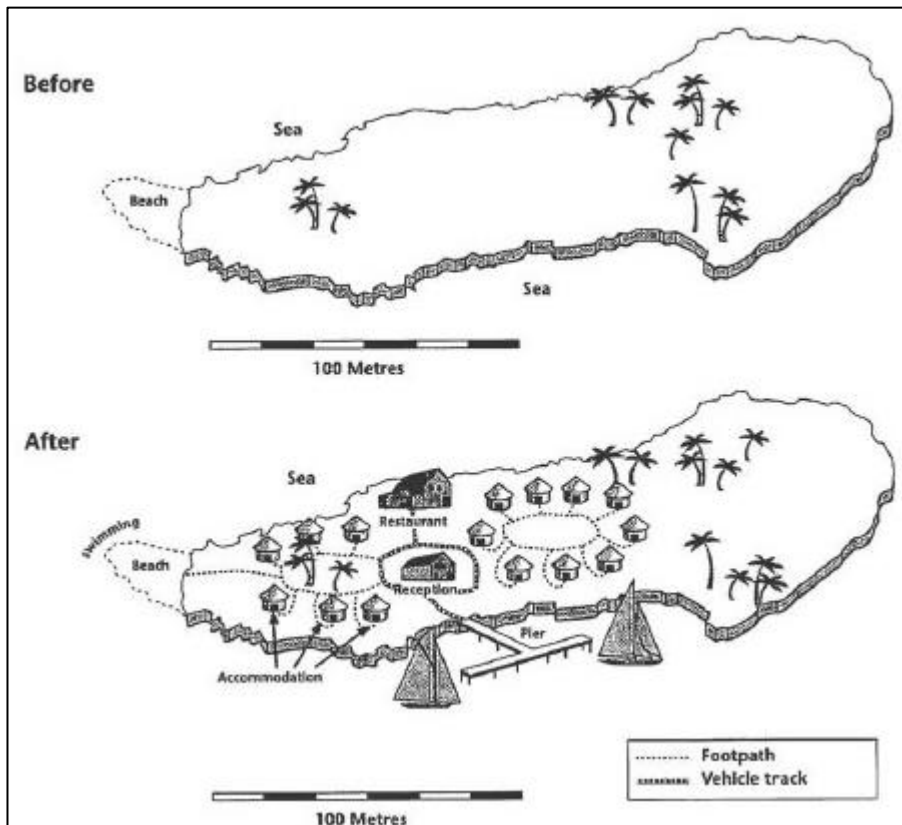 Before
Sea
Beach
Sea
100 Metres
After
Sea
Swimming
Restaurant
Beach
Reception
Pier
Accommodation
Footpath
Vehicle track
100 Metres